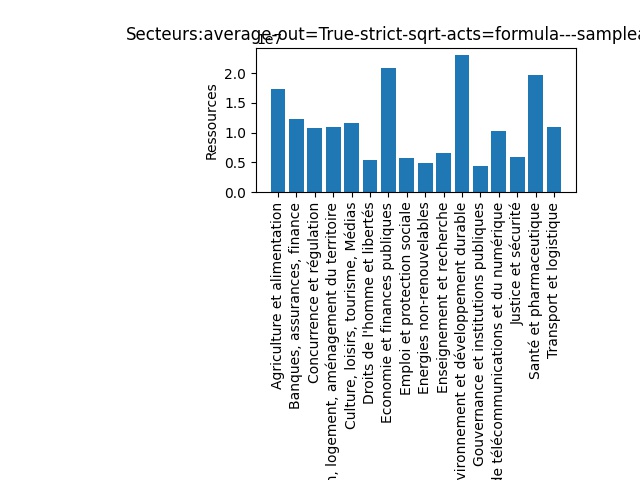 Secteurs:average-out=True-strict-sqrt-acts=formula---samplea
1e7
Ressources
2.0
1.5
1.0
0.5
0.0
Agriculture et alimentation
Banques, assurances, finance
Concurrence et régulation
, logement, aménagement du territoire
Culture, loisirs, tourisme, Médias
Droits de l'homme et libertés
Economie et finances publiques
Emploi et protection sociale
Energies non-renouvelables
Enseignement et recherche
vironnement et développement durable
Gouvernance et institutions publiques
de télécommunications et du numérique
Justice et sécurité
Santé et pharmaceutique
Transport et logistique